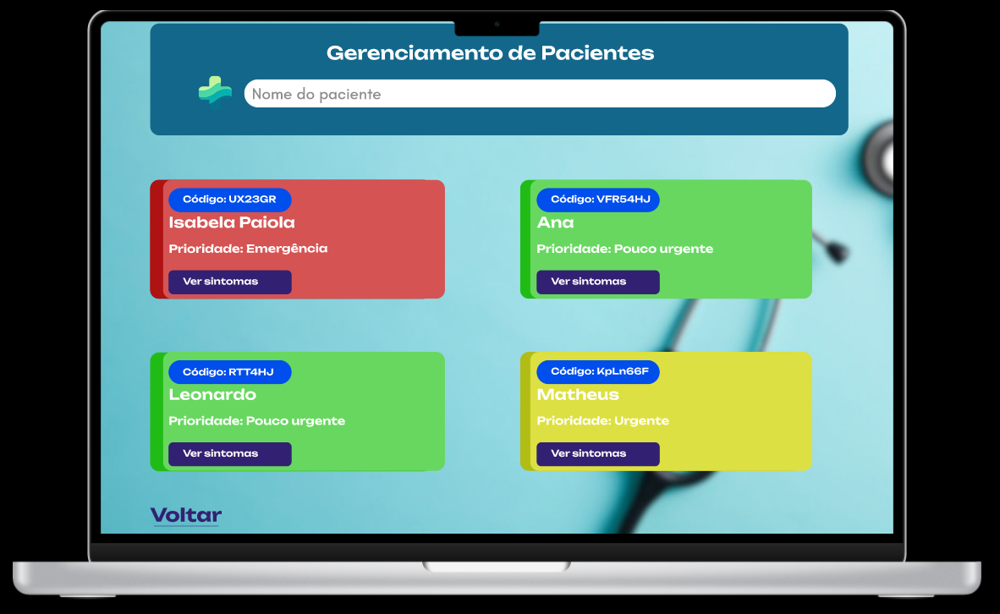 Gerenciamento de Pacientes
Nome do paciente
Código: UX23GR
Isabela Paiola
Prioridade: Emergência
Ver sintomas
Código: VFR54HJ
Ana
Prioridade: Pouco urgente
Ver sintomas
Código: RTT4HJ
Leonardo
Prioridade: Pouco urgente
Ver sintomas
Código: KpLn66F
Matheus
Prioridade: Urgente
Ver sintomas
Voltar